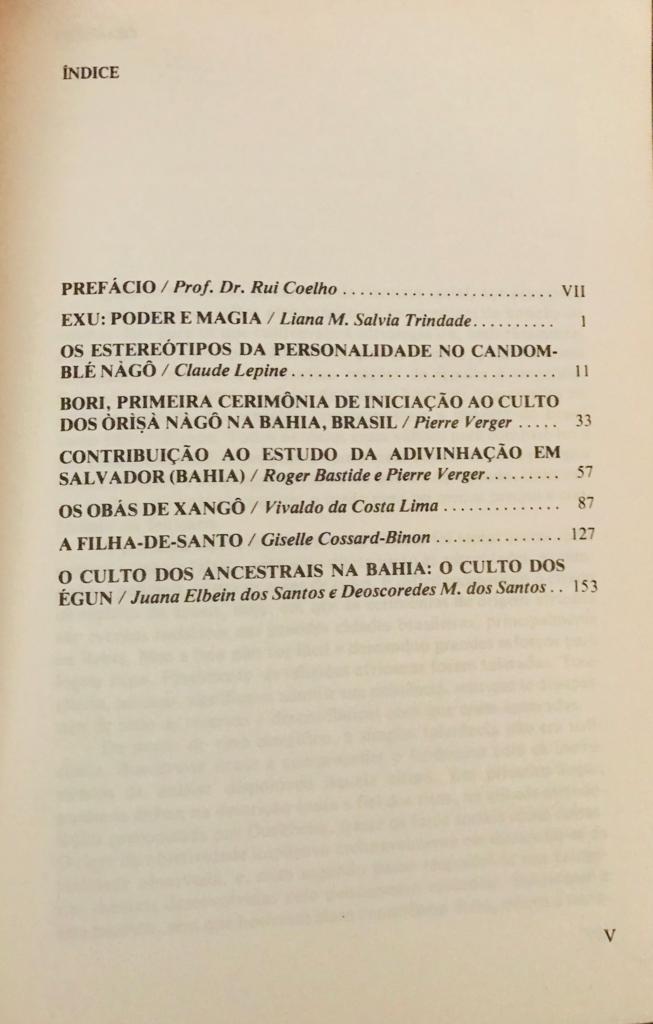 ÍNDICE
PREFÁCIO / Prof. Dr. Rui Coelho ........................ VII
EXU: PODER E MAGIA / Liana M. Salvia Trindade.......... 1
OS ESTEREÓTIPOS DA PERSONALIDADE NO CANDOM-
BLÉ NÀGÔ / Claude Lepine .............................. 11
BORI, PRIMEIRA CERIMÔNIA DE INICIAÇÃO AO CULTO
DOS ÒRÌṢÀ NÀGÔ NA BAHIA, BRASIL / Pierre Verger ..... 33
CONTRIBUIÇÃO AO ESTUDO DA ADIVINHAÇÃO EM
SALVADOR (BAHIA) / Roger Bastide e Pierre Verger......... 57
OS OBÁS DE XANGÔ / Vivaldo da Costa Lima .............. 87
A FILHA-DE-SANTO / Giselle Cossard-Binon ............... 127
O CULTO DOS ANCESTRAIS NA BAHIA: O CULTO DOS
ÉGUN / Juana Elbein dos Santos e Deoscoredes M. dos Santos .. 153
V